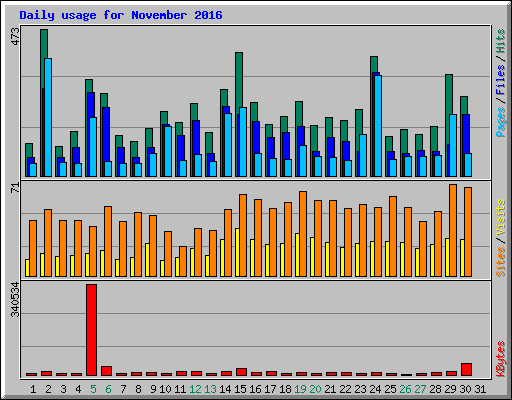 Daily usage for November 2016
473
Pages / Files / Hits
71
Sites / Visits
340534
KBytes
1 2 3 4 5 6 7 8 9 10 11 12 13 14 15 16 17 18 19 20 21 22 23 24 25 26 27 28 29 30 31